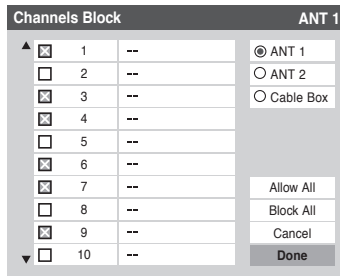 Channels Block ANT 1
1 -- ANT 1
2 -- ANT 2
3 -- Cable Box
4 --
5 --
6 --
7 -- Allow All
8 -- Block All
9 -- Cancel
10 -- Done